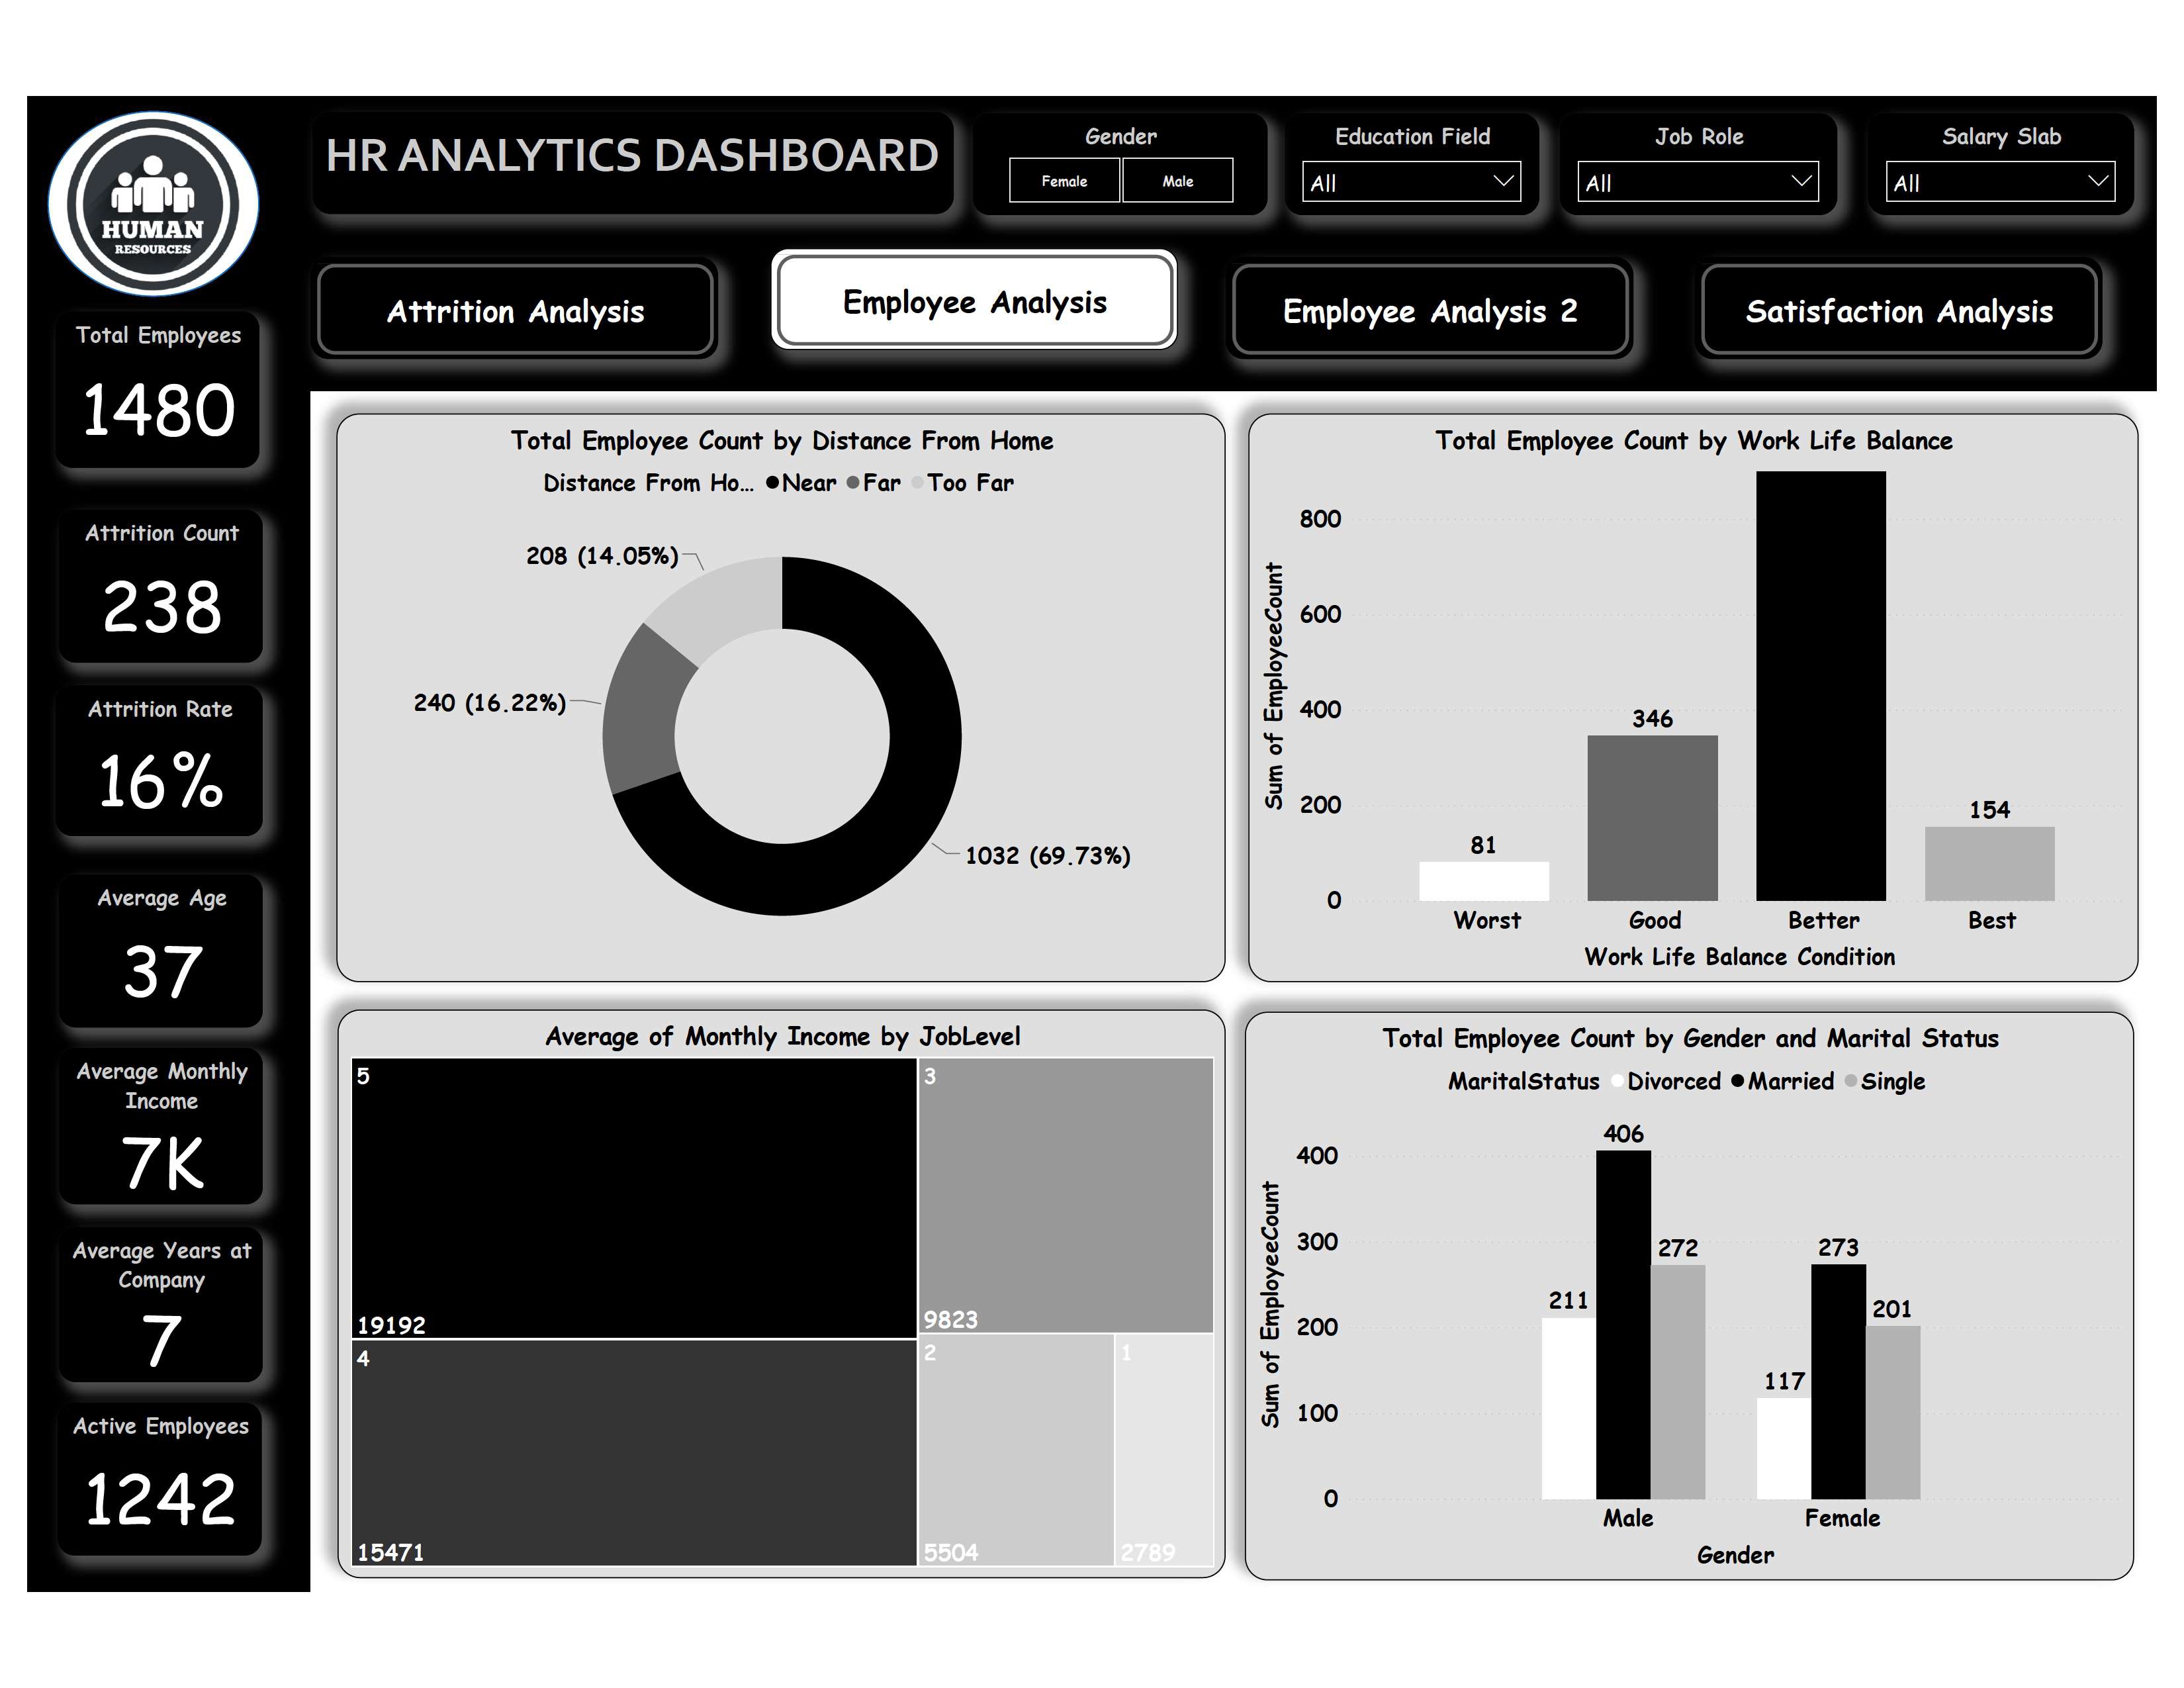 HUMAN
RESOURCES
HR ANALYTICS DASHBOARD
Gender
Female
Male
Education Field
All
Job Role
All
Salary Slab
All
Attrition Analysis
Employee Analysis
Employee Analysis 2
Satisfaction Analysis
Total Employees
1480
Attrition Count
238
Attrition Rate
16%
Average Age
37
Average Monthly
Income
7K
Average Years at
Company
7
Active Employees
1242
Total Employee Count by Distance From Home
Distance From Ho... Near Far Too Far
208 (14.05%)
240 (16.22%)
1032 (69.73%)
Total Employee Count by Work Life Balance
Sum of EmployeeCount
800
600
400
200
0
81
346
154
Worst Good Better Best
Work Life Balance Condition
Average of Monthly Income by JobLevel
5
19192
4
15471
3
9823
2
5504
1
2789
Total Employee Count by Gender and Marital Status
MaritalStatus Divorced Married Single
Sum of EmployeeCount
400
300
200
100
0
211
406
272
117
273
201
Male Female
Gender